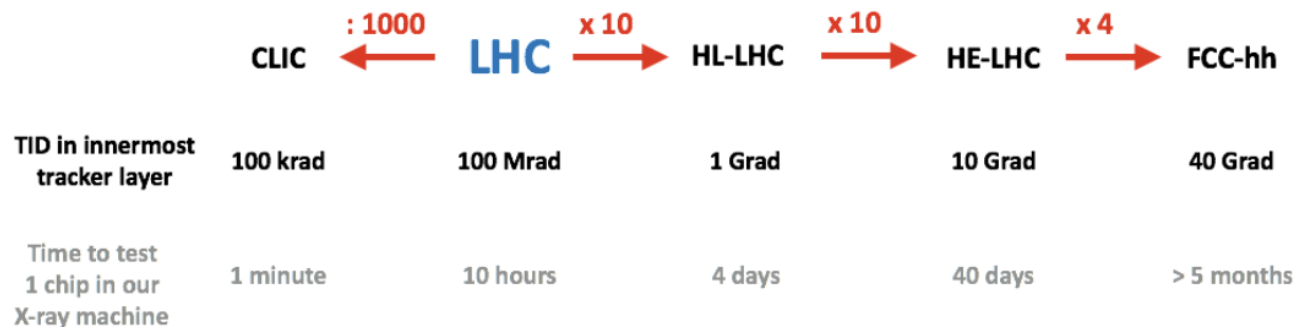 : 1000 x 10 x 10 x 4
CLIC LHC HL-LHC HE-LHC FCC-hh
TID in innermost
tracker layer
100 krad 100 Mrad 1 Grad 10 Grad 40 Grad
Time to test
1 chip in our
X-ray machine
1 minute 10 hours 4 days 40 days > 5 months